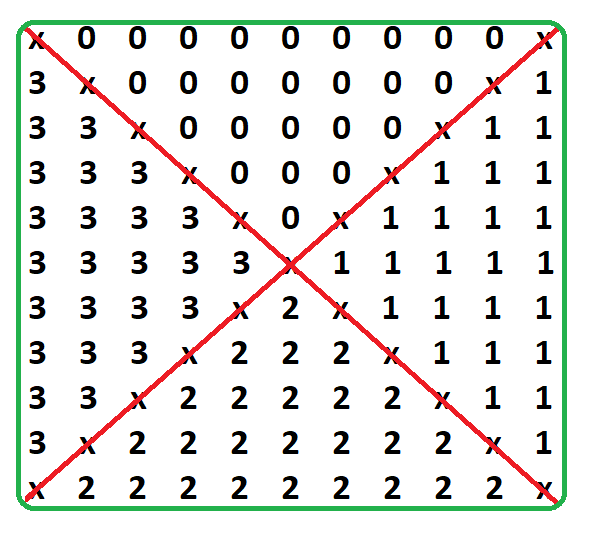 x 0 0 0 0 0 0 0 0 0 x
3 x 0 0 0 0 0 0 0 x 1
3 3 x 0 0 0 0 0 x 1 1
3 3 3 x 0 0 0 x 1 1 1
3 3 3 3 x 0 x 1 1 1 1
3 3 3 3 3 x 1 1 1 1 1
3 3 3 3 x 2 x 1 1 1 1
3 3 3 x 2 2 2 x 1 1 1
3 3 x 2 2 2 2 2 x 1 1
3 x 2 2 2 2 2 2 2 x 1
x 2 2 2 2 2 2 2 2 2 x